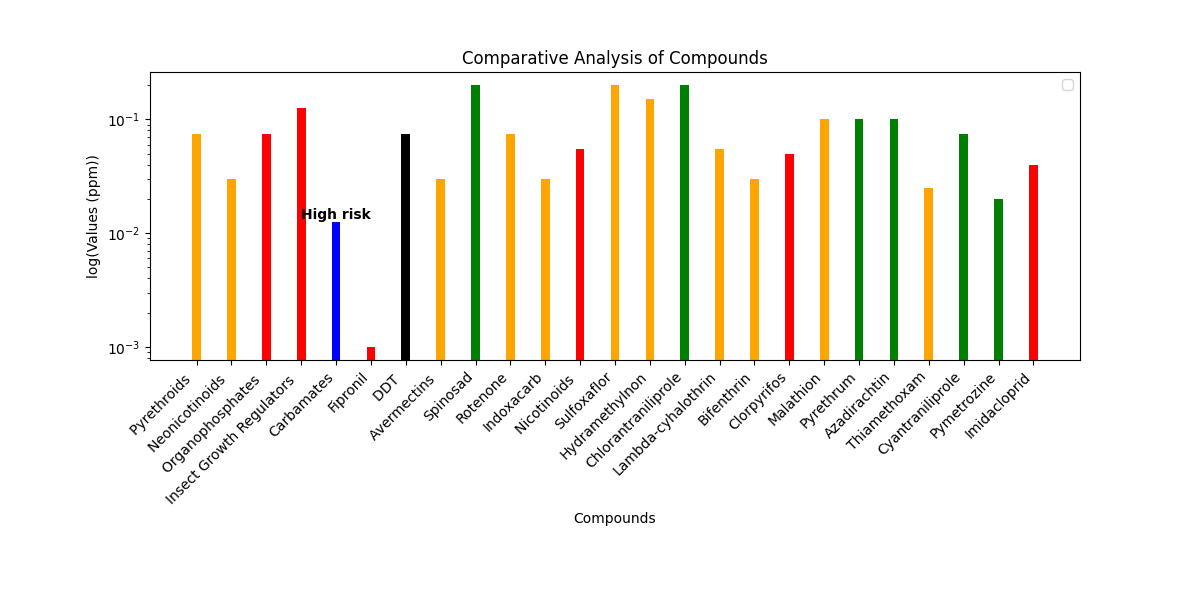 Comparative Analysis of Compounds
log(Values (ppm))
10⁻¹
10⁻²
10⁻³
High risk
Pyrethroids
Neonicotinoids
Organophosphates
Insect Growth Regulators
Carbamates
Fipronil
DDT
Avermectins
Spinosad
Rotenone
Indoxacarb
Nicotinoids
Sulfoxaflor
Hydramethylnon
Chlorantraniliprole
Lambda-cyhalothrin
Bifenthrin
Clorpyrifos
Malathion
Pyrethrum
Azadirachtin
Thiamethoxam
Cyantraniliprole
Pymetrozine
Imidacloprid
Compounds